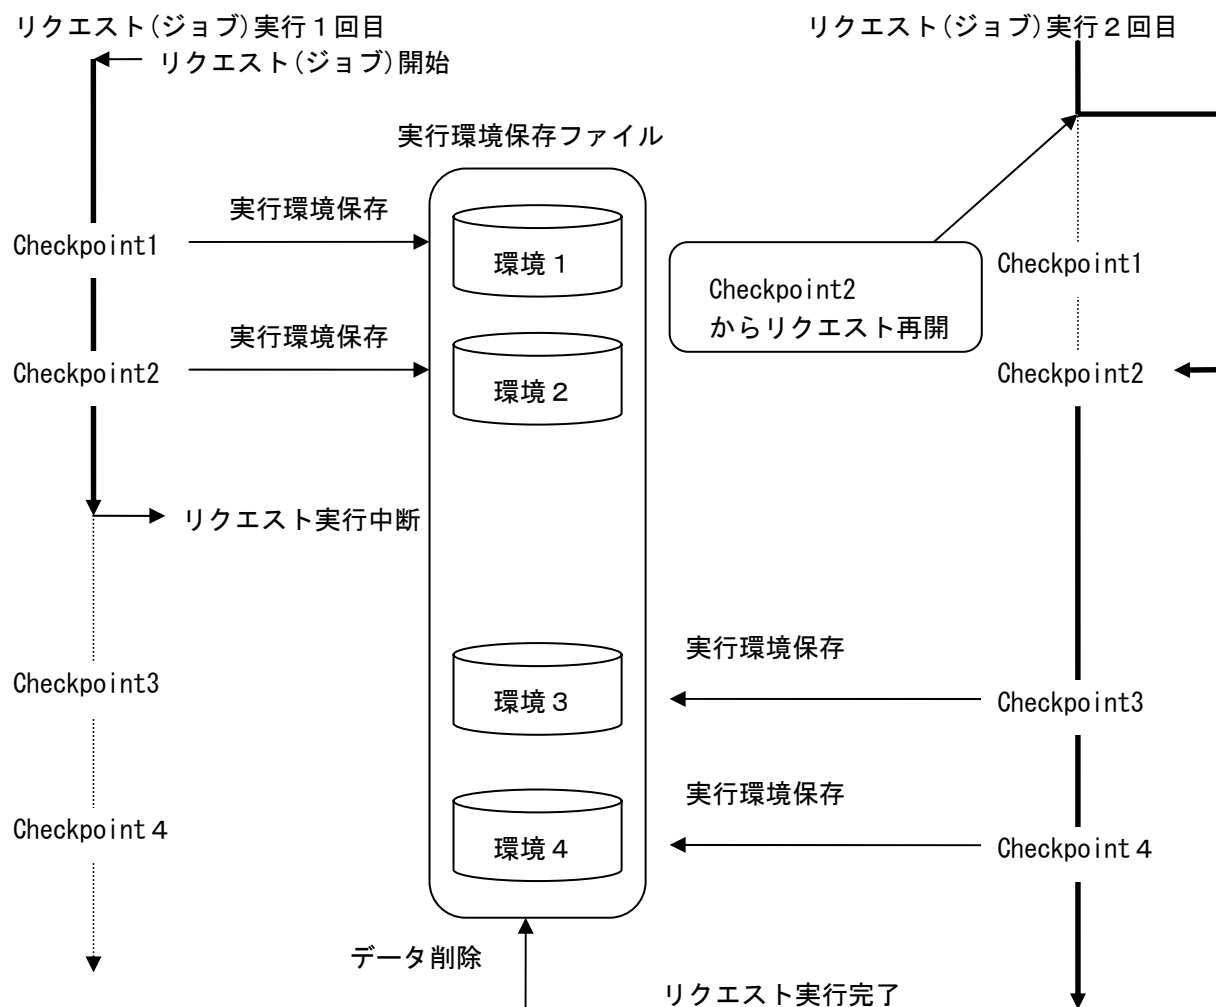 リクエスト(ジョブ)実行１回目
リクエスト(ジョブ)実行２回目
リクエスト(ジョブ)開始
実行環境保存ファイル
実行環境保存
Checkpoint1
環境１
Checkpoint1
Checkpoint2
からリクエスト再開
実行環境保存
Checkpoint2
環境２
Checkpoint2
リクエスト実行中断
実行環境保存
Checkpoint3
環境３
Checkpoint3
実行環境保存
Checkpoint４
環境４
Checkpoint４
データ削除
リクエスト実行完了